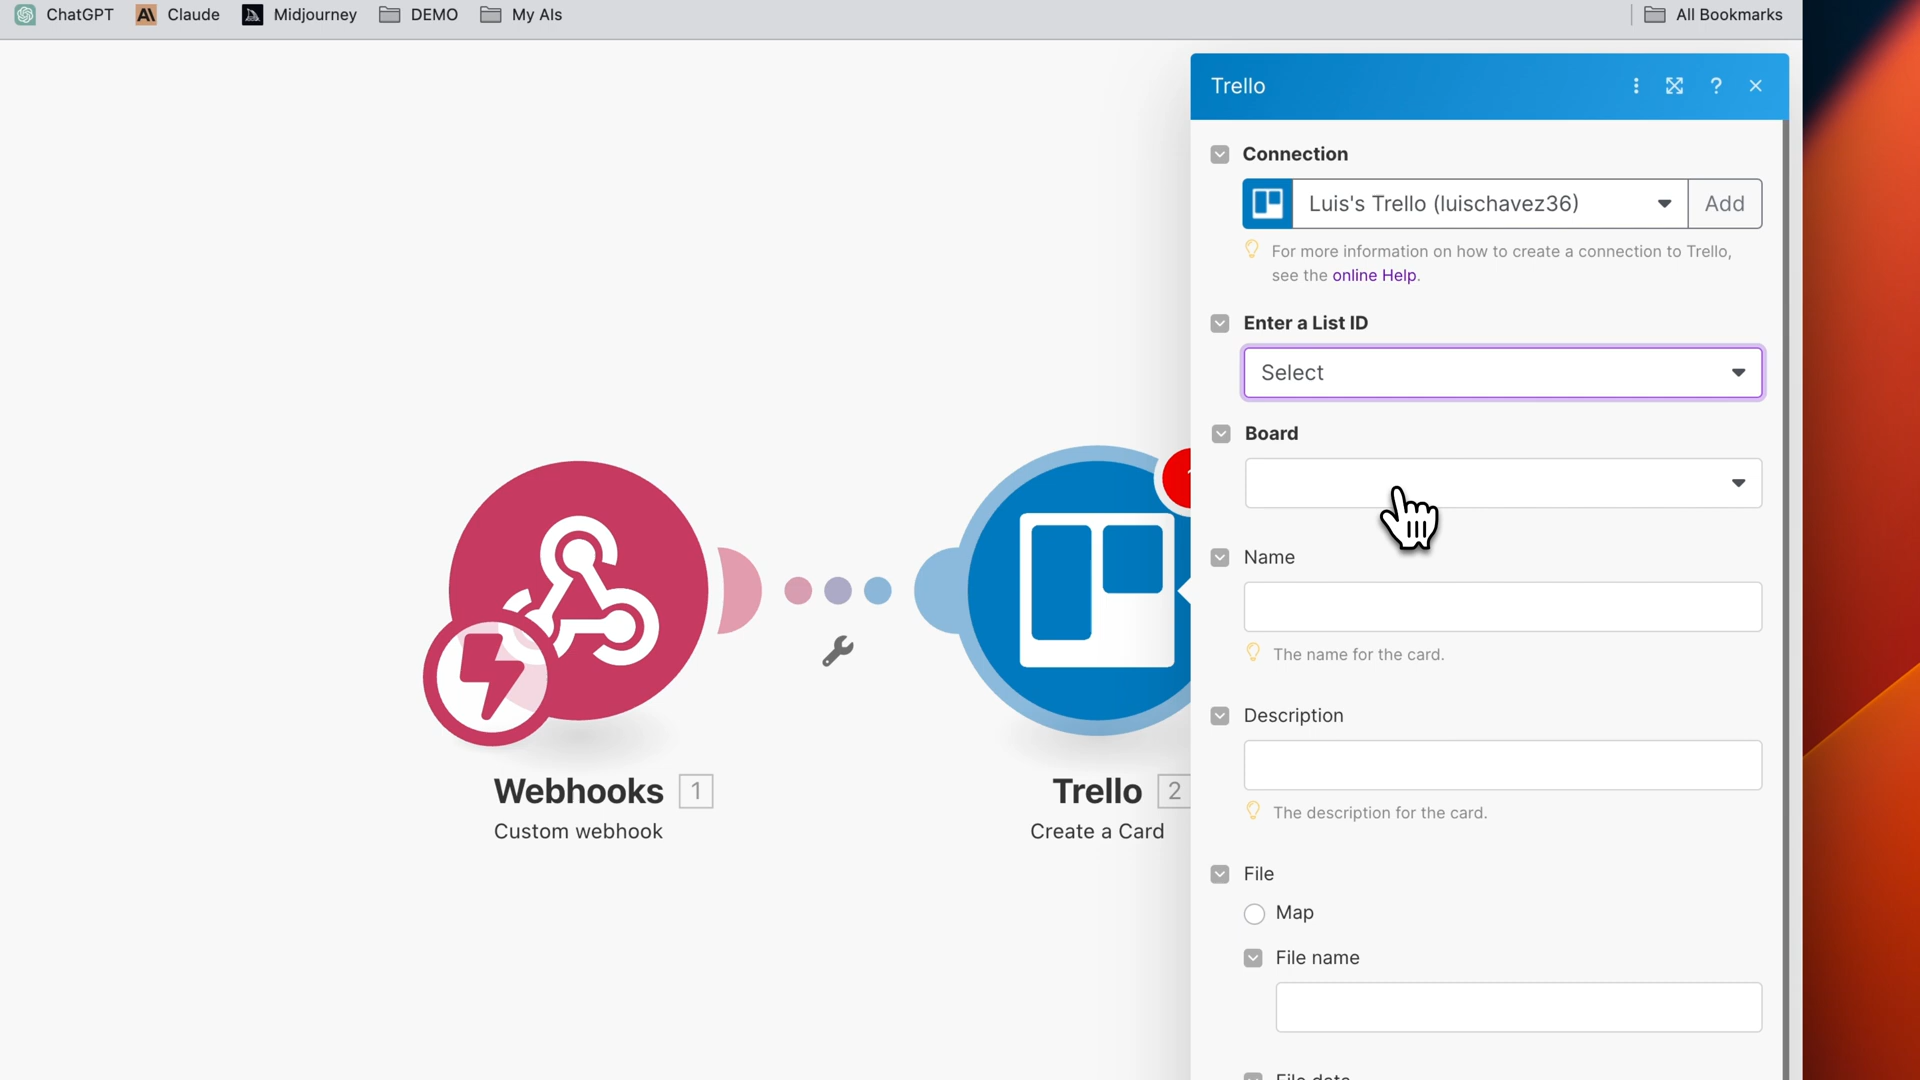 ChatGPT
Claude
Midjourney
DEMO
My AIs
All Bookmarks
Trello
?
Connection
Luis's Trello (luischavez36)
Add
For more information on how to create a connection to Trello,
see the online Help.
Enter a List ID
Select
Board
Name
The name for the card.
Description
The description for the card.
File
Map
File name
Webhooks 1
Custom webhook
Trello 2
Create a Card